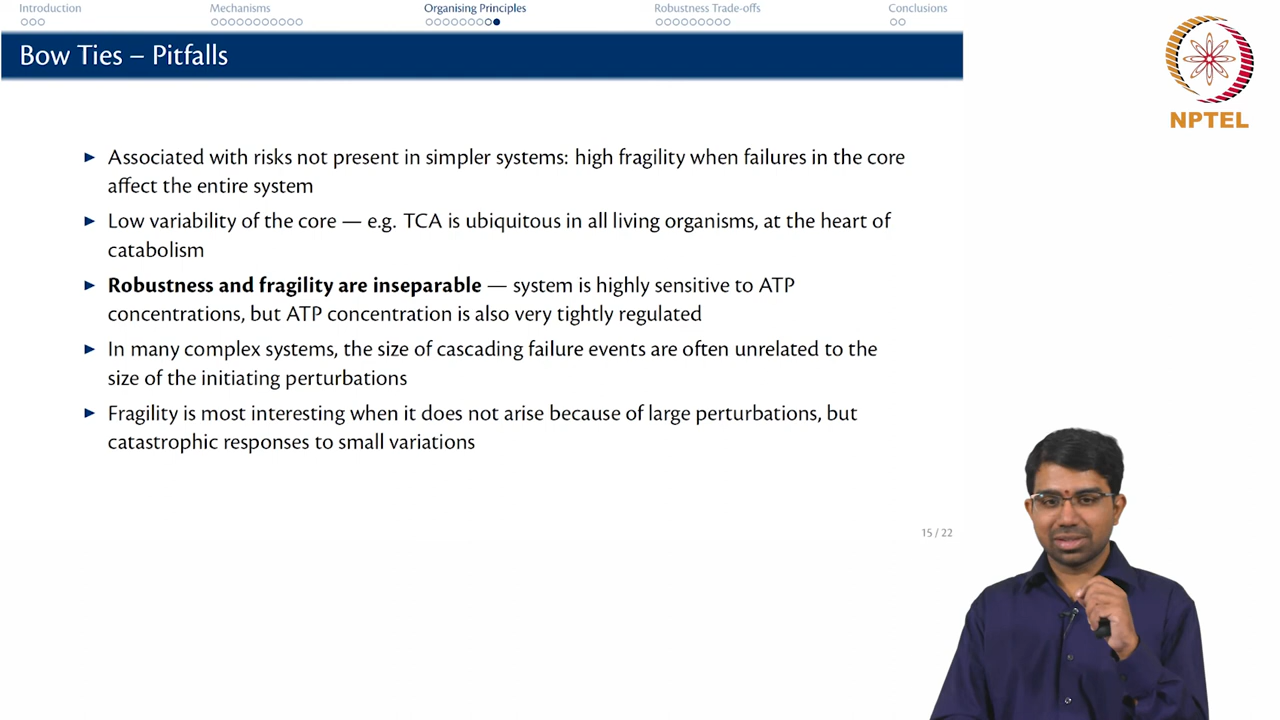 Introduction Mechanisms Organising Principles Robustness Trade-offs Conclusions
Bow Ties – Pitfalls
NPTEL
Associated with risks not present in simpler systems: high fragility when failures in the core
affect the entire system
Low variability of the core — e.g. TCA is ubiquitous in all living organisms, at the heart of
catabolism
Robustness and fragility are inseparable — system is highly sensitive to ATP
concentrations, but ATP concentration is also very tightly regulated
In many complex systems, the size of cascading failure events are often unrelated to the
size of the initiating perturbations
Fragility is most interesting when it does not arise because of large perturbations, but
catastrophic responses to small variations
15 / 22